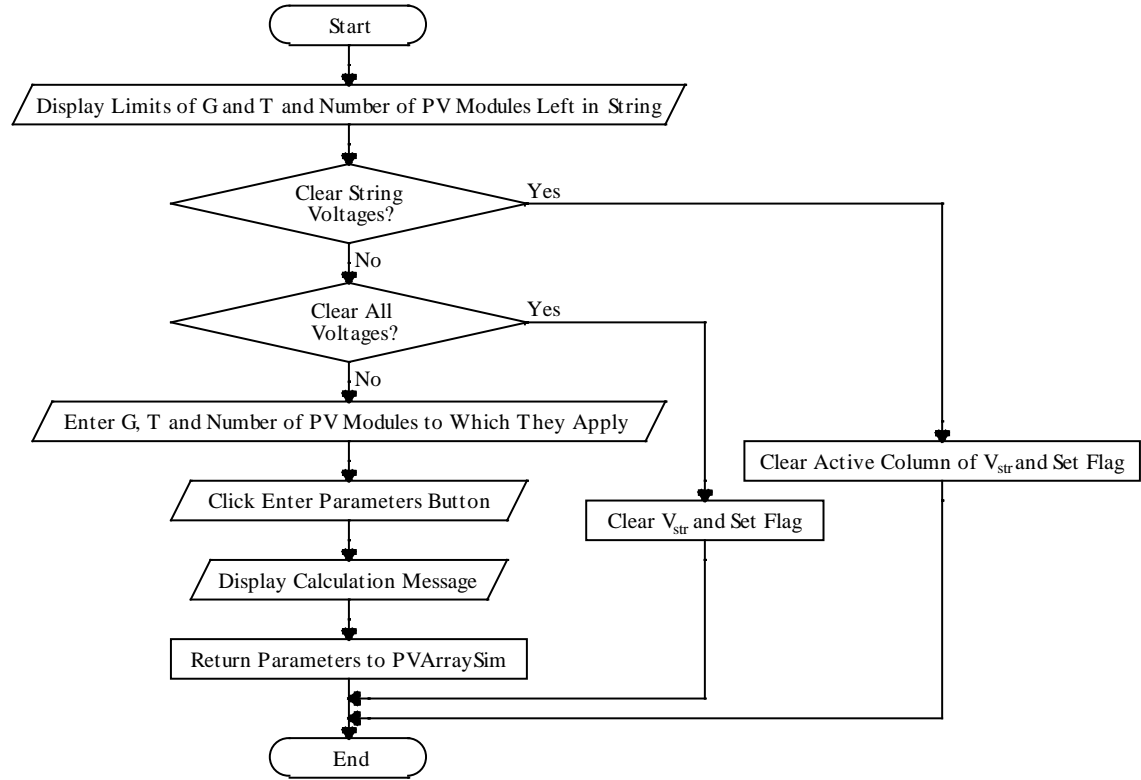 Start
Display Limits of G and T and Number of PV Modules Left in String
Clear String
Voltages?
Yes
No
Clear All
Voltages?
Yes
No
Enter G, T and Number of PV Modules to Which They Apply
Clear Active Column of Vstr and Set Flag
Click Enter Parameters Button
Clear Vstr and Set Flag
Display Calculation Message
Return Parameters to PVArraySim
End